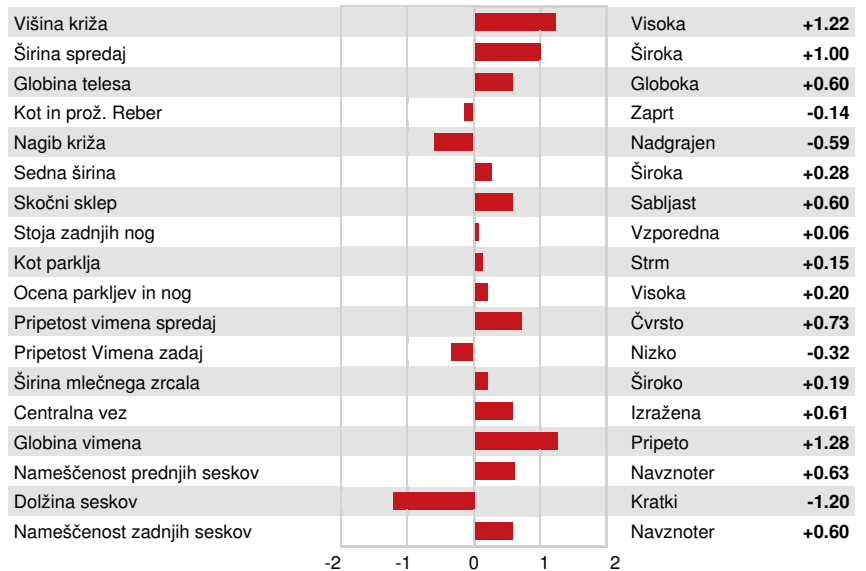 Višina križa Visoka +1.22
Širina spredaj Široka +1.00
Globina telesa Globoka +0.60
Kot in prož. Reber Zaprt -0.14
Nagib križa Nadgrajen -0.59
Sedna širina Široka +0.28
Skočni sklep Sabljast +0.60
Stoja zadnjih nog Vzporedna +0.06
Kot parklja Strm +0.15
Ocena parkljev in nog Visoka +0.20
Pripetost vimena spredaj Čvrsto +0.73
Pripetost Vimena zadaj Nizko -0.32
Širina mlečnega zrcala Široko +0.19
Centralna vez Izražena +0.61
Globina vimena Pripeto +1.28
Nameščenost prednjih seskov Navznoter +0.63
Dolžina seskov Kratki -1.20
Nameščenost zadnjih seskov Navznoter +0.60
-2 -1 0 1 2